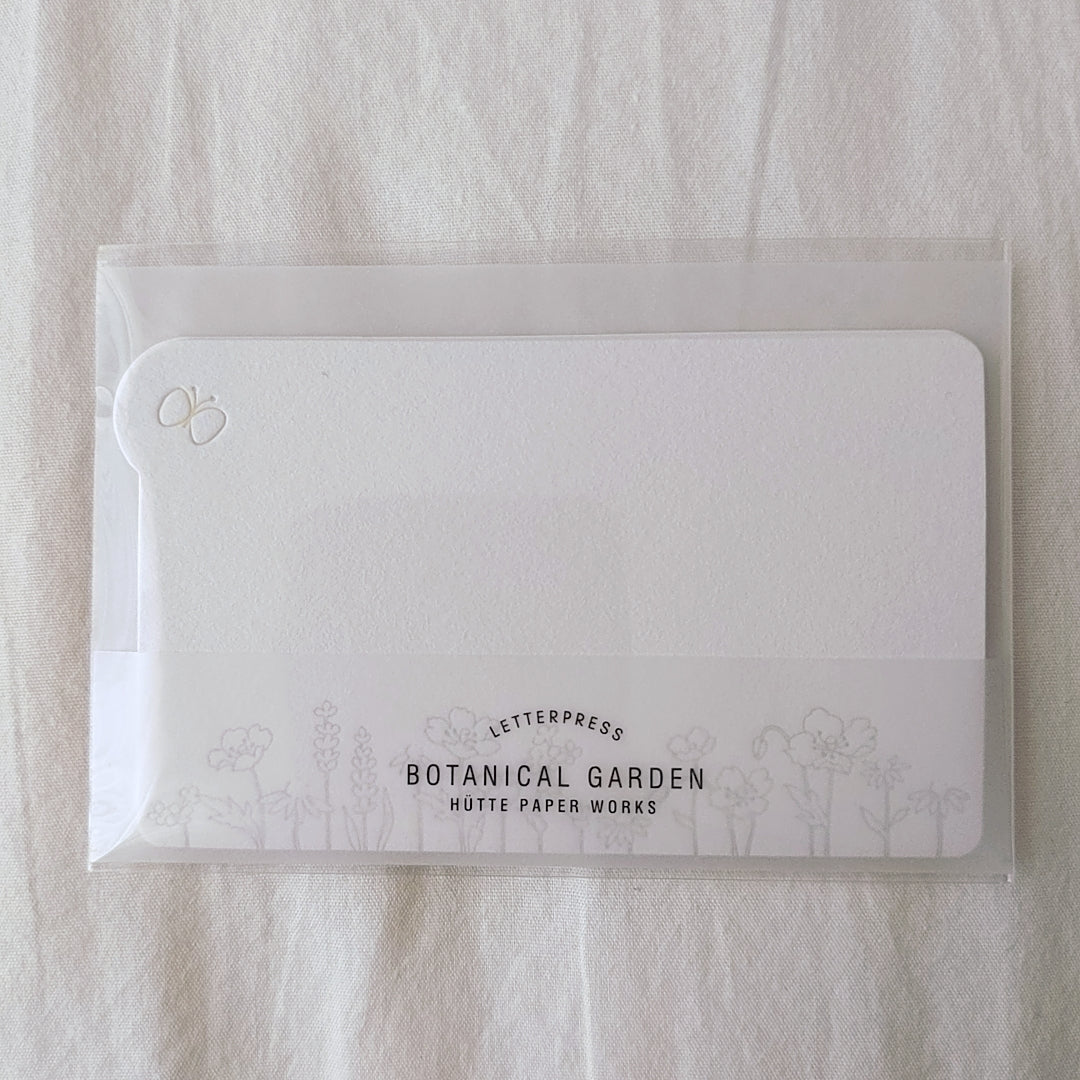 LETTERPRESS
BOTANICAL GARDEN
HÜTTE PAPER WORKS